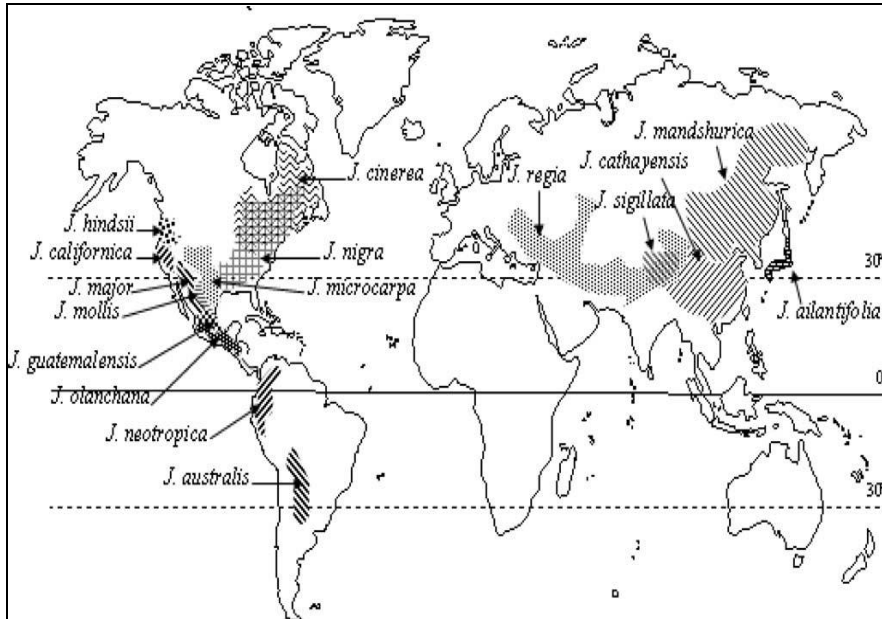 J. mandshurica
J. cathayensis
J. cinerea
J. regia
J. sigillata
J. hindsii
J. californica
J. nigra
30
J. major
J. microcarpa
J. mollis
J. ailantifolia
J. guatemalensis
J. olanchana
0
J. neotropica
J. australis
30